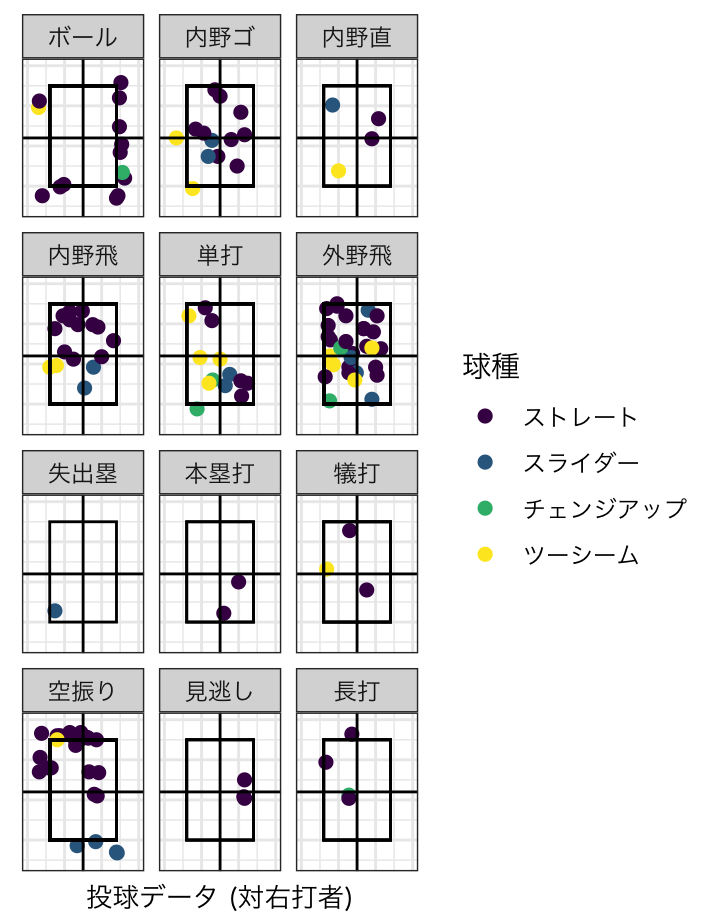 ボール
内野ゴ
内野直
内野飛
単打
外野飛
失出塁
本塁打
犠打
空振り
見逃し
長打
球種
ストレート
スライダー
チェンジアップ
ツーシーム
投球データ (対右打者)